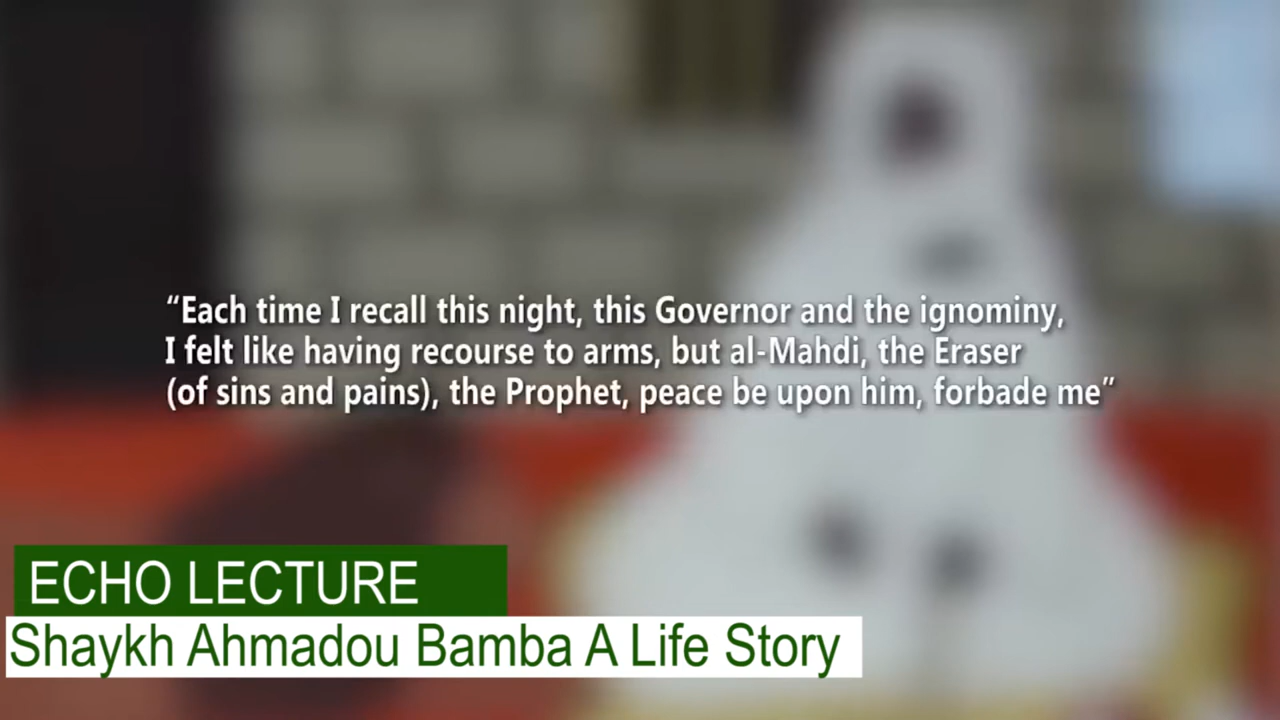 “Each time I recall this night, this Governor and the ignominy,
I felt like having recourse to arms, but al-Mahdi, the Eraser
(of sins and pains), the Prophet, peace be upon him, forbade me”
ECHO LECTURE
Shaykh Ahmadou Bamba A Life Story